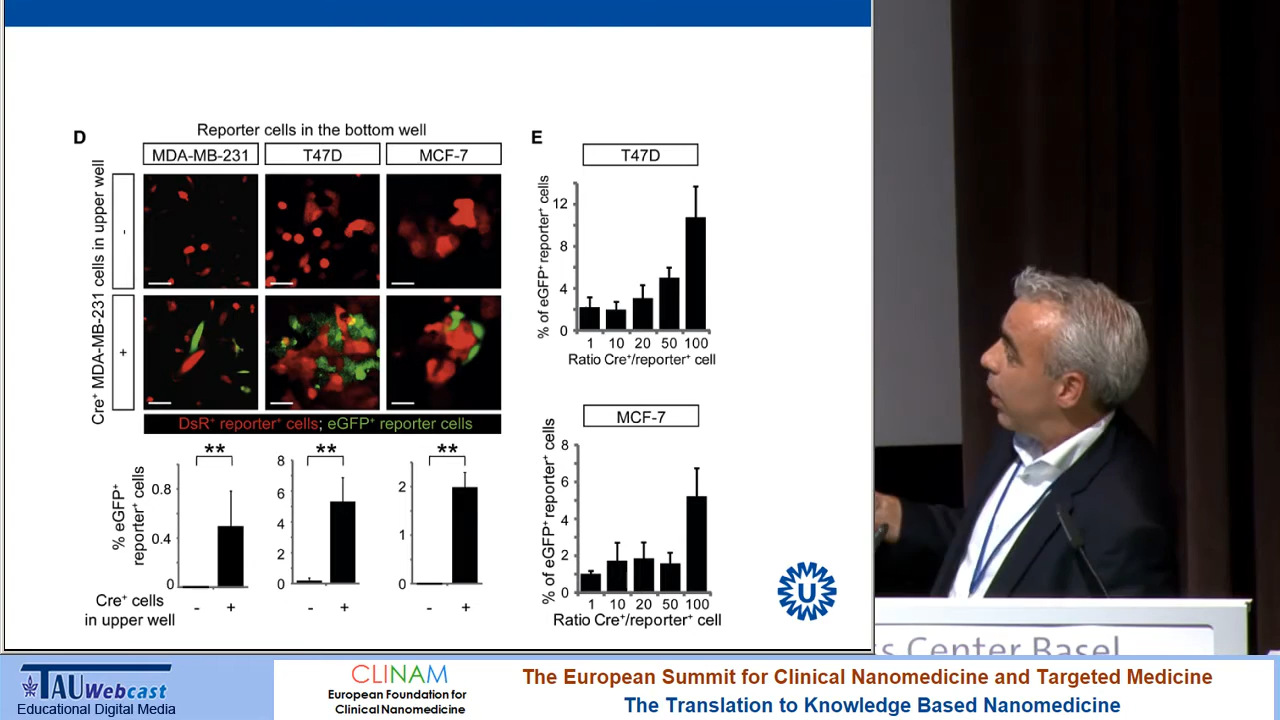 D
Reporter cells in the bottom well
MDA-MB-231
T47D
MCF-7
Cre⁺ MDA-MB-231 cells in upper well
-
+
DsR⁺ reporter⁺ cells; eGFP⁺ reporter cells
% eGFP⁺
reporter⁺ cells
**
**
**
0.8
0.4
0
8
6
4
2
0
2
1
0
Cre⁺ cells
in upper well
- +
- +
- +
E
T47D
% of eGFP⁺ reporter⁺ cells
12
8
4
0
1 10 20 50 100
Ratio Cre⁺/reporter⁺ cell
MCF-7
% of eGFP⁺ reporter⁺ cells
8
6
4
2
0
1 10 20 50 100
Ratio Cre⁺/reporter⁺ cell
U
ss Center Basel
TAU Webcast
Educational Digital Media
CLINAM
European Foundation for
Clinical Nanomedicine
The European Summit for Clinical Nanomedicine and Targeted Medicine
The Translation to Knowledge Based Nanomedicine